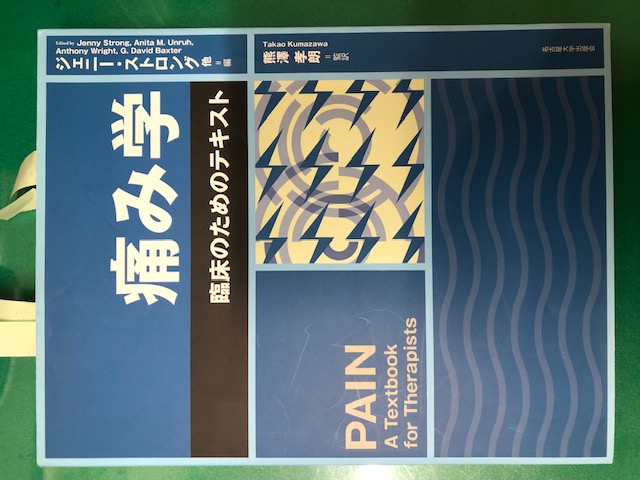 Edited by Jenny Strong, Anita M. Unruh,
Anthony Wright, G. David Baxter
ジェニー・ストロング 他＝編
Takao Kumazawa
熊澤 孝朗＝監訳
名古屋大学出版会
痛み学
臨床のためのテキスト
PAIN
A Textbook
for Therapists